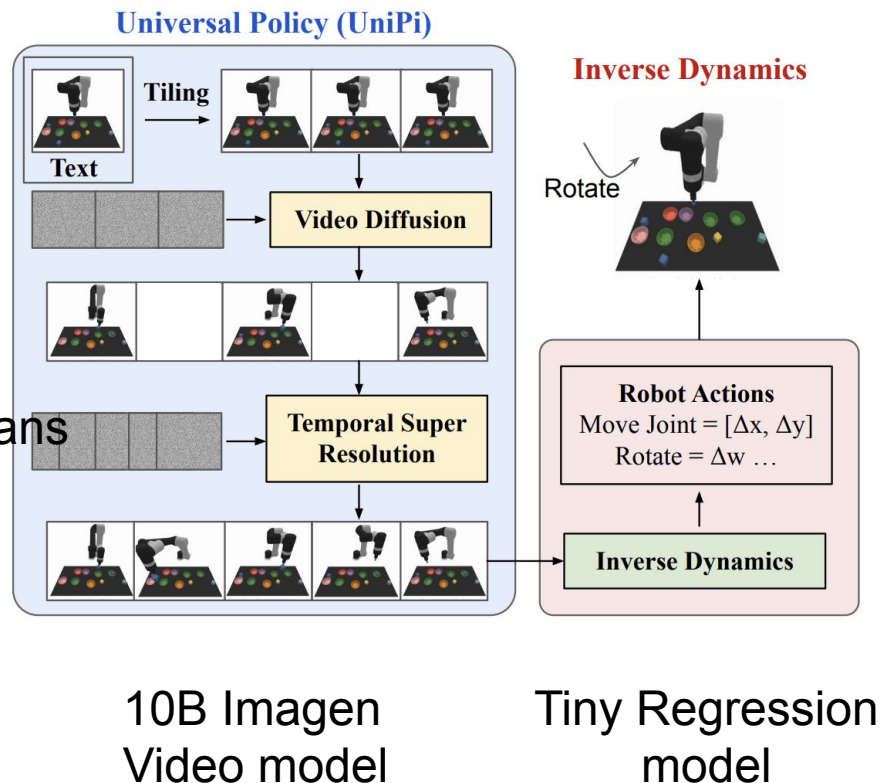 Universal Policy (UniPi)
Tiling
Text
Video Diffusion
Temporal Super
Resolution
ans
Inverse Dynamics
Rotate
Robot Actions
Move Joint = [Δx, Δy]
Rotate = Δw …
Inverse Dynamics
10B Imagen
Video model
Tiny Regression
model